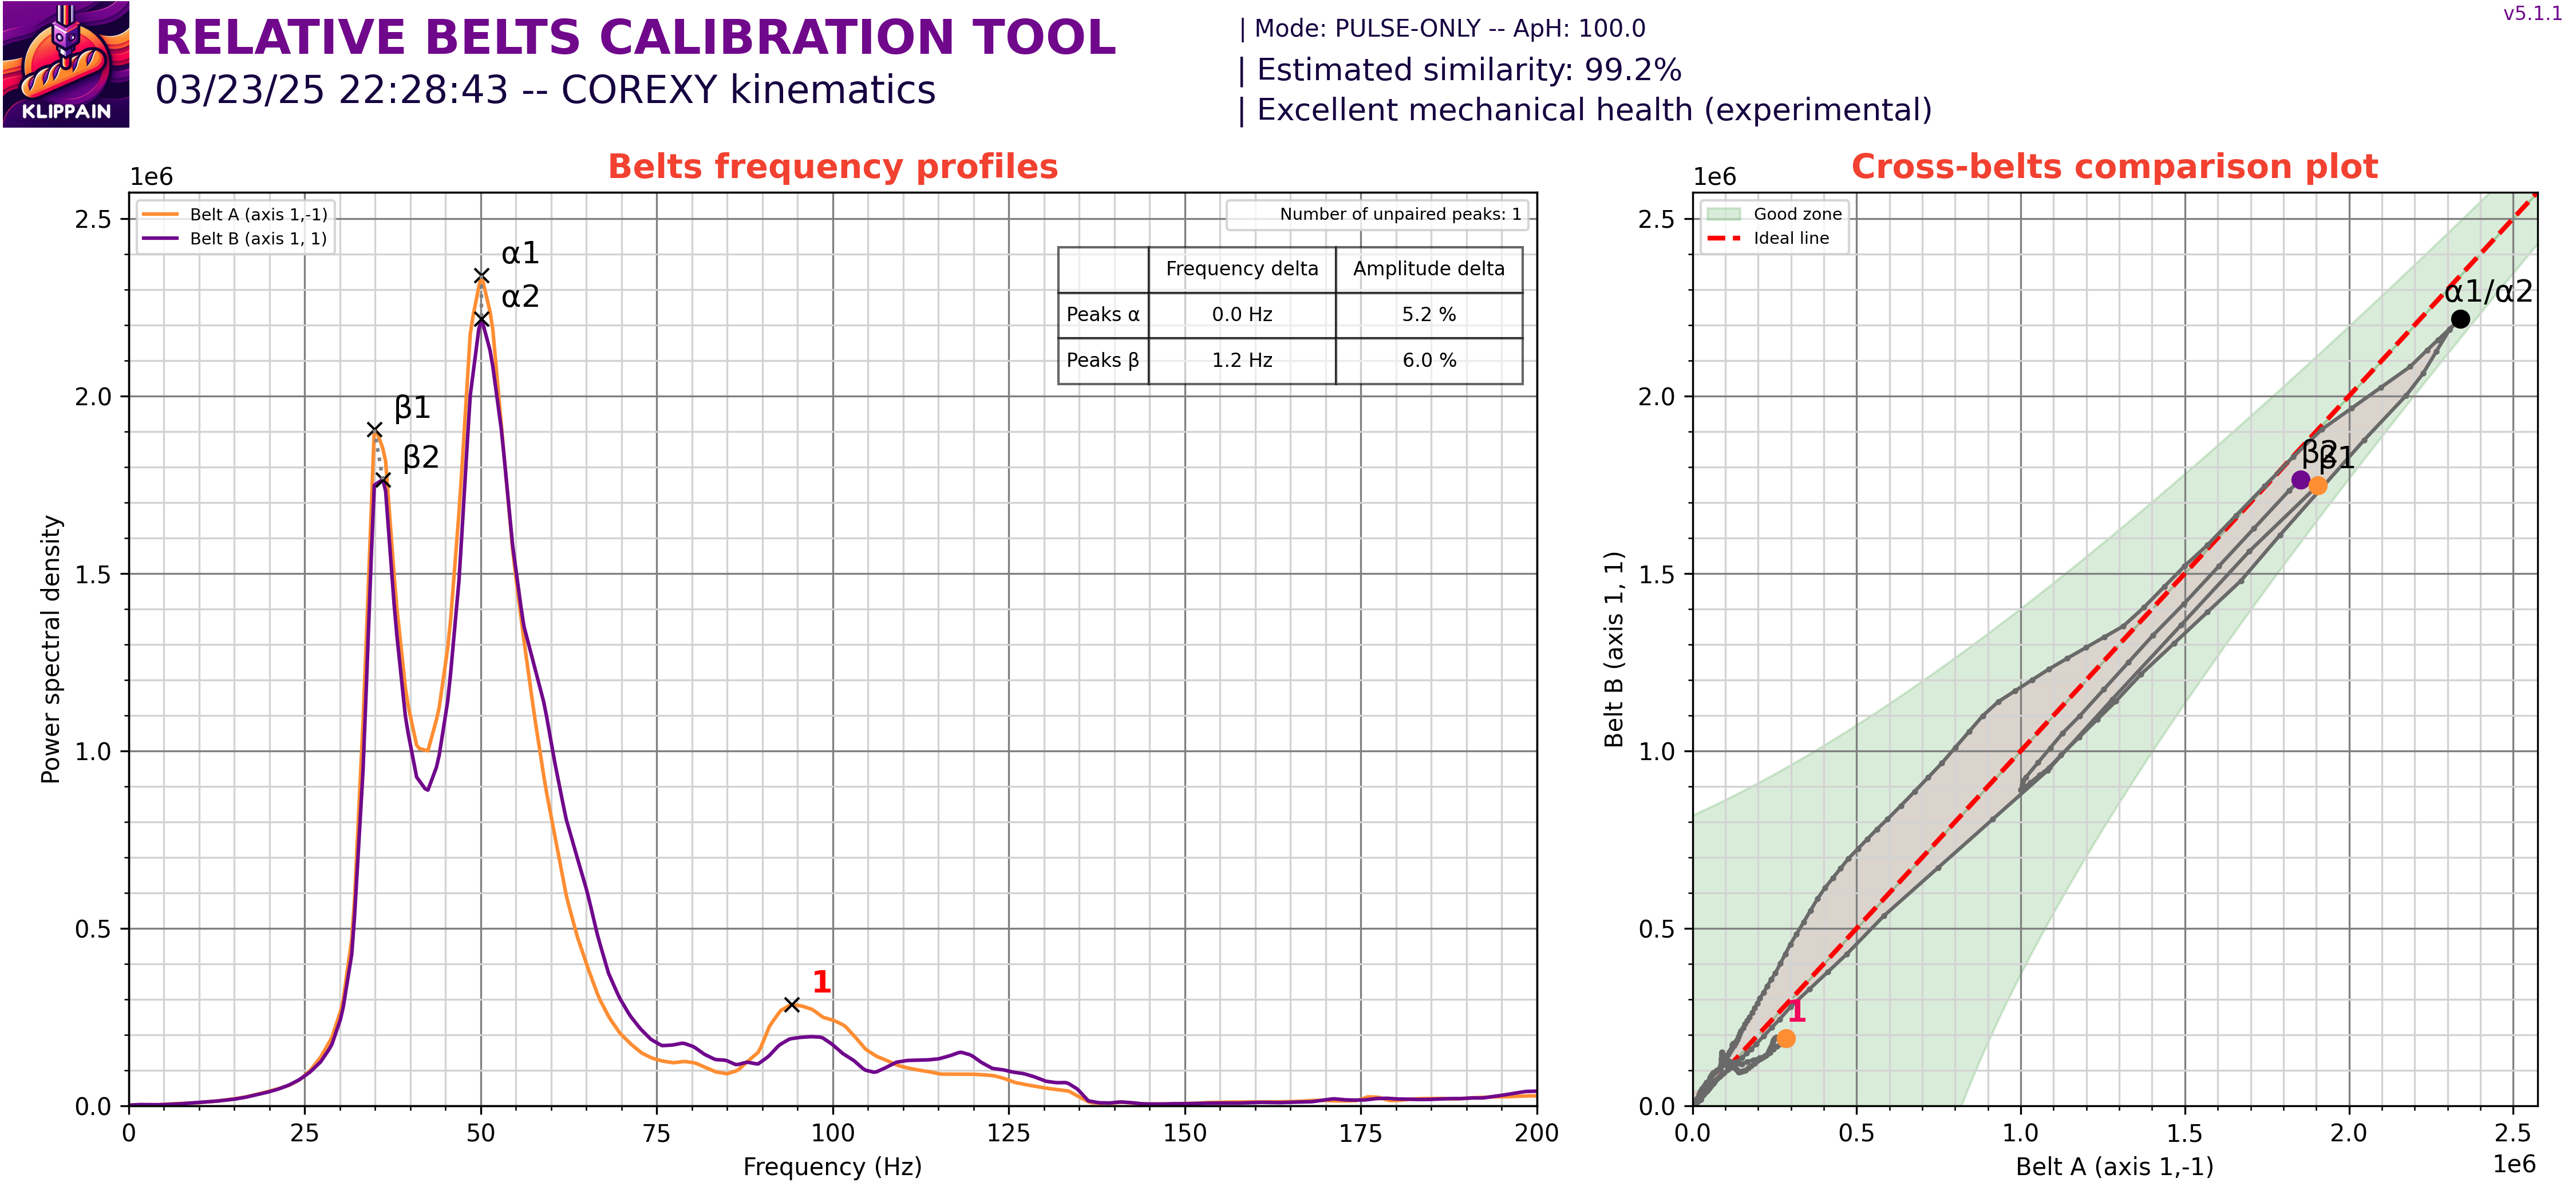 v5.1.1
KLIPPAIN
RELATIVE BELTS CALIBRATION TOOL
03/23/25 22:28:43 -- COREXY kinematics
| Mode: PULSE-ONLY -- ApH: 100.0
| Estimated similarity: 99.2%
| Excellent mechanical health (experimental)
Belts frequency profiles
1e6
Belt A (axis 1,-1)
Belt B (axis 1, 1)
Number of unpaired peaks: 1
Frequency delta Amplitude delta
Peaks α 0.0 Hz 5.2 %
Peaks β 1.2 Hz 6.0 %
α1
α2
β1
β2
1
2.5
2.0
1.5
1.0
0.5
0.0
Power spectral density
0 25 50 75 100 125 150 175 200
Frequency (Hz)
Cross-belts comparison plot
1e6
Good zone
Ideal line
α1/α2
β2
β1
1
2.5
2.0
1.5
1.0
0.5
0.0
Belt B (axis 1, 1)
0.0 0.5 1.0 1.5 2.0 2.5
1e6
Belt A (axis 1,-1)